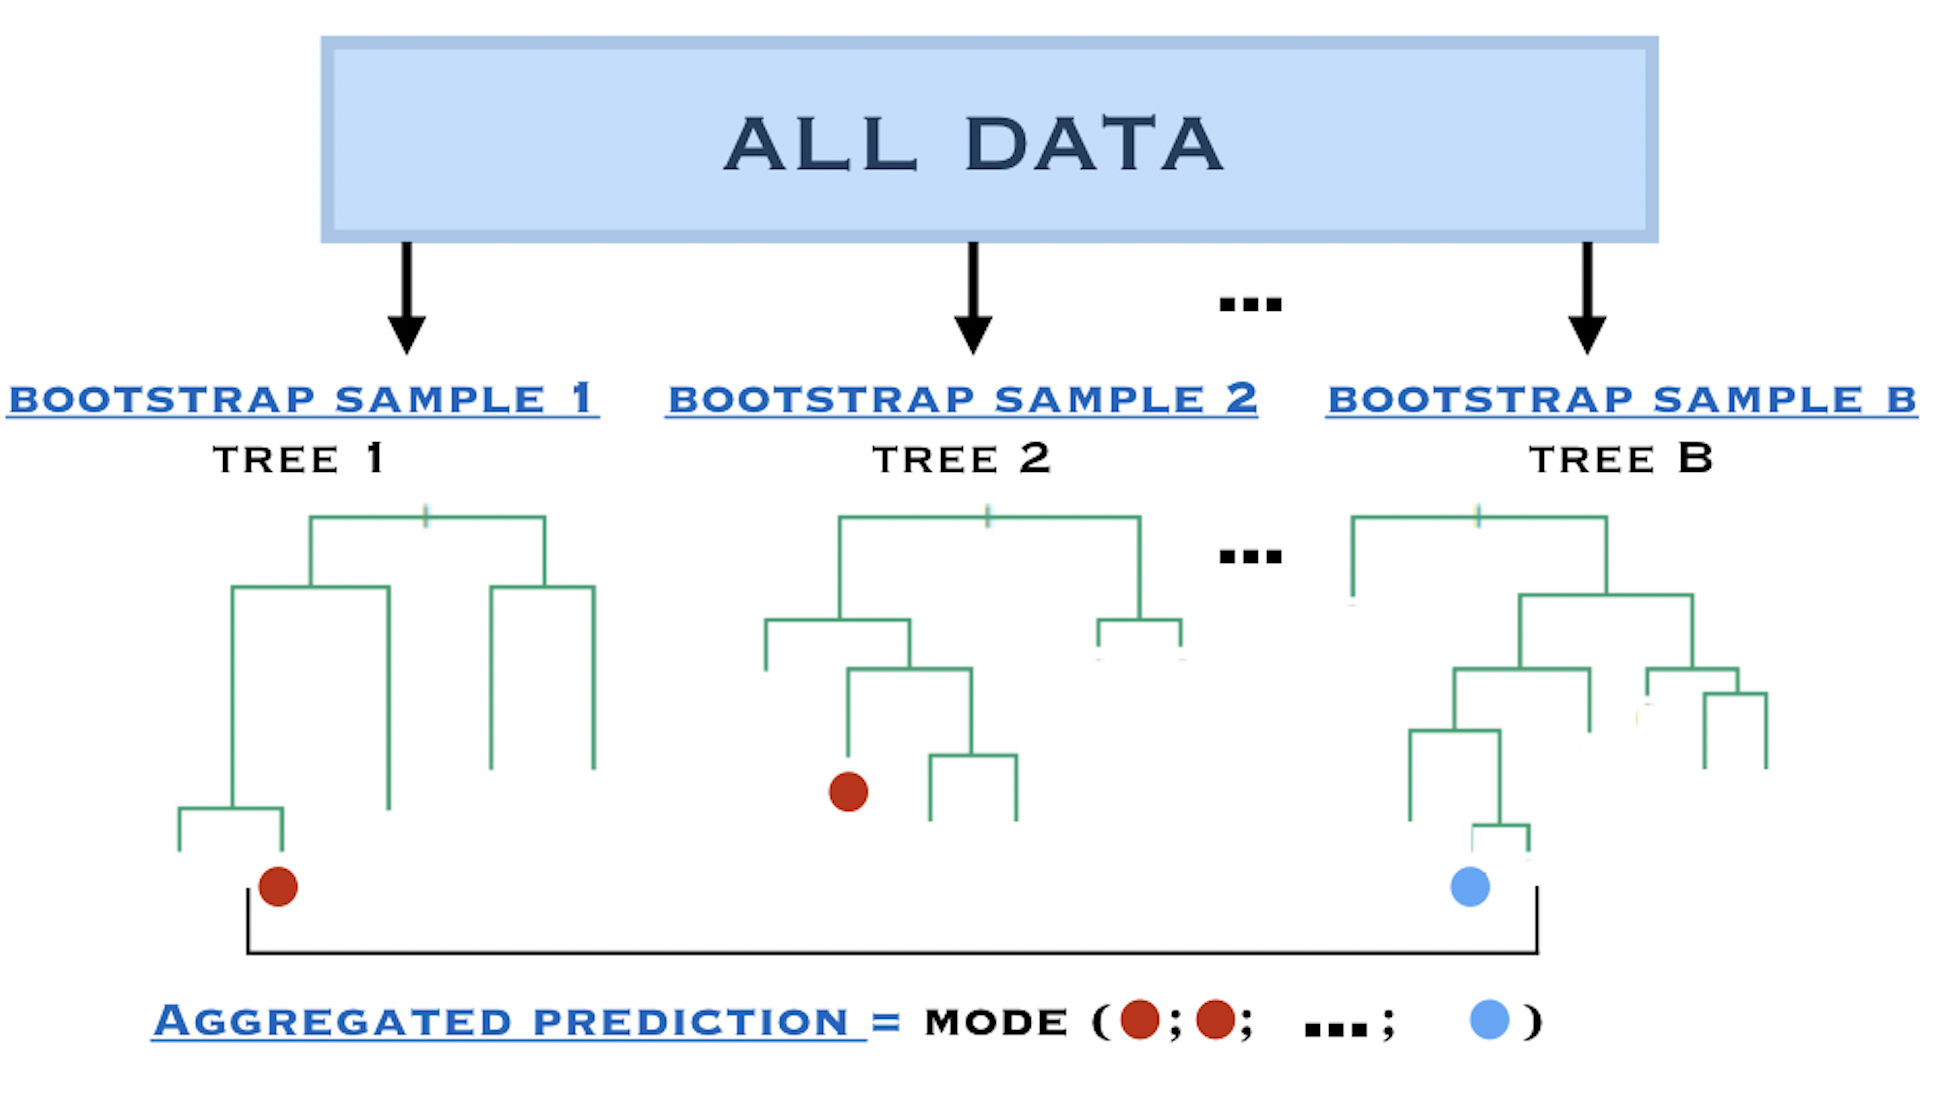 ALL DATA
...
BOOTSTRAP SAMPLE 1 BOOTSTRAP SAMPLE 2 BOOTSTRAP SAMPLE B
TREE 1 TREE 2 TREE B
...
AGGREGATED PREDICTION = MODE ( ; ; ...; )